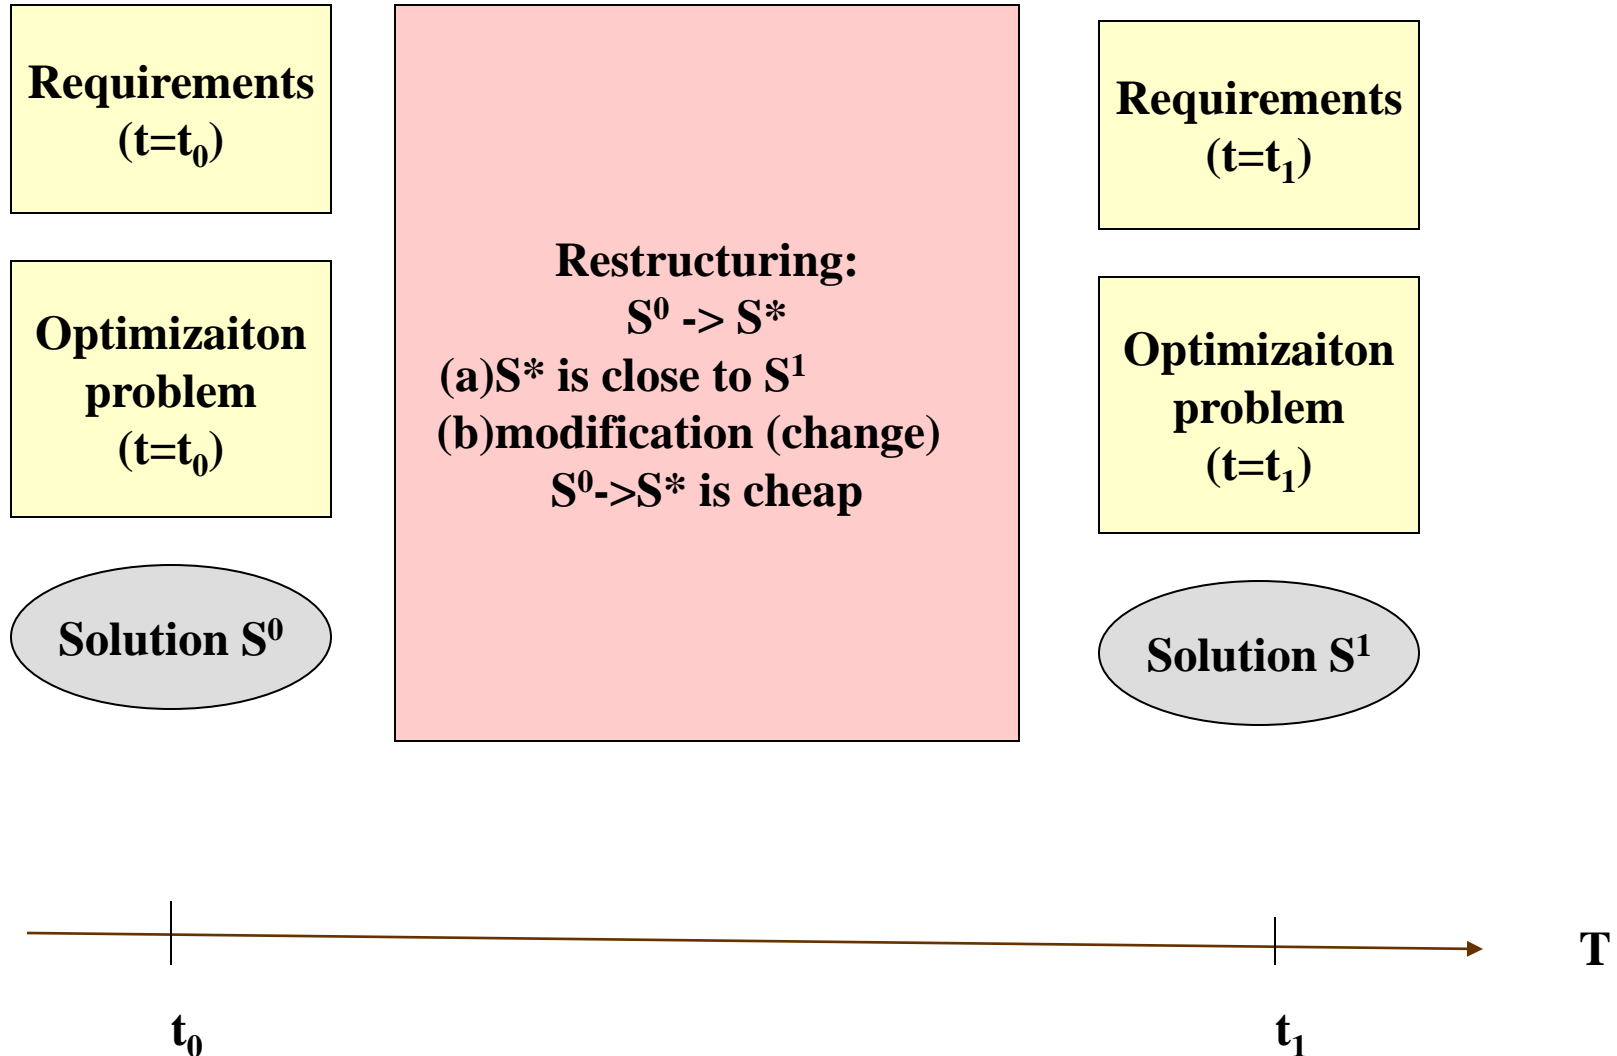 Requirements
(t=t₀)
Optimizaiton
problem
(t=t₀)
Solution S⁰
Restructuring:
S⁰ -> S*
(a)S* is close to S¹
(b)modification (change)
S⁰->S* is cheap
Requirements
(t=t₁)
Optimizaiton
problem
(t=t₁)
Solution S¹
T
t₀
t₁